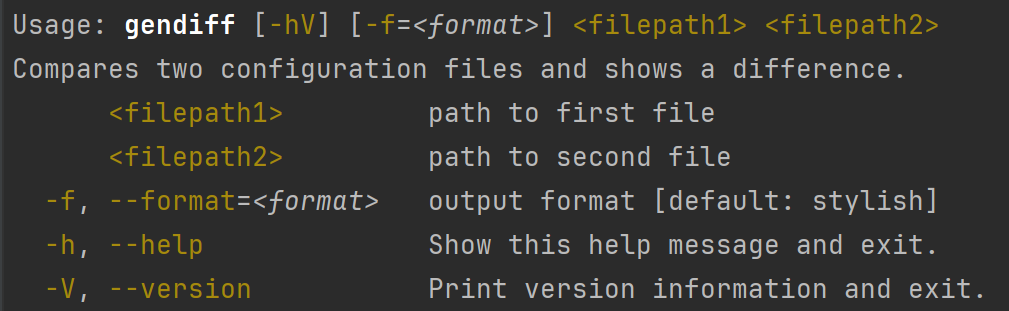 Usage: gendiff [-hV] [-f=<format>] <filepath1> <filepath2>
Compares two configuration files and shows a difference.
      <filepath1>         path to first file
      <filepath2>         path to second file
  -f, --format=<format>   output format [default: stylish]
  -h, --help              Show this help message and exit.
  -V, --version           Print version information and exit.